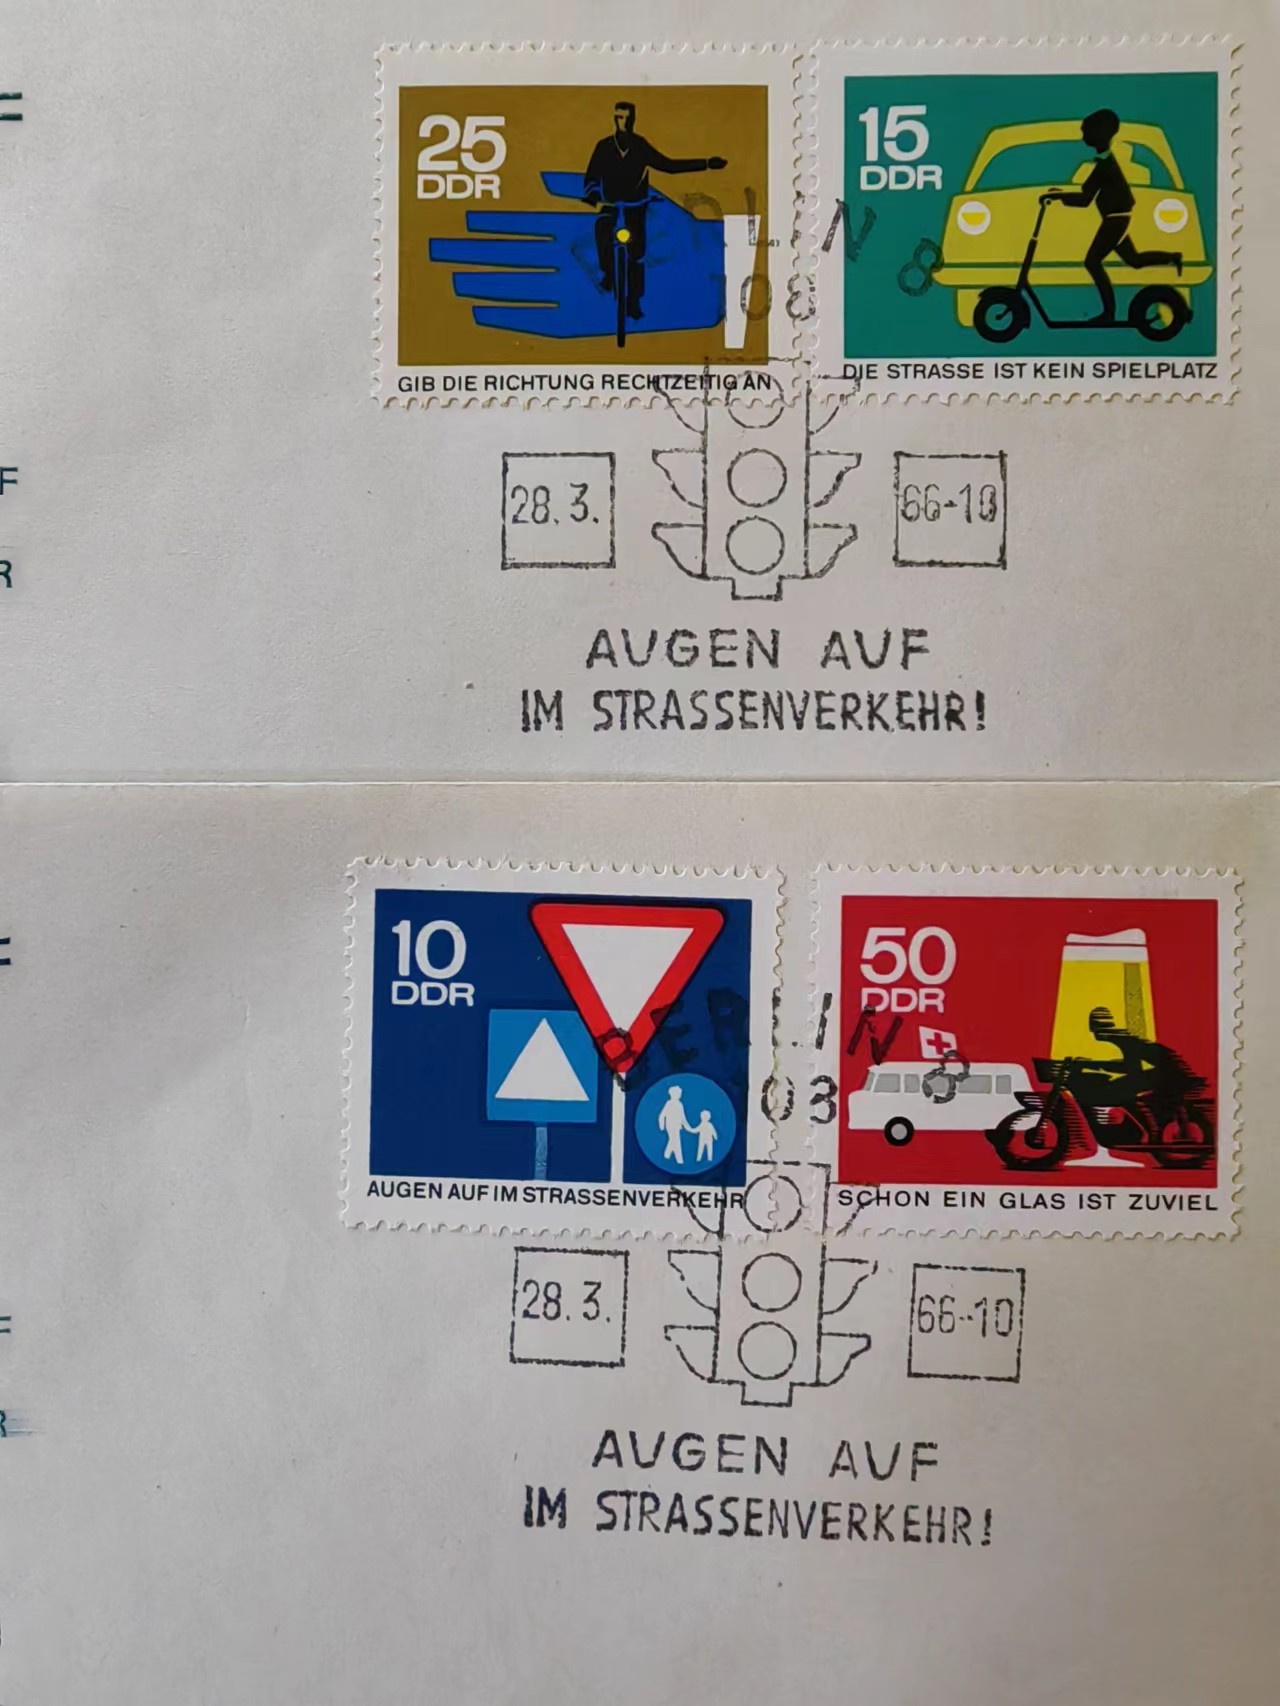 25
DDR
GIB DIE RICHTUNG RECHTZEITIG AN
15
DDR
DIE STRASSE IST KEIN SPIELPLATZ
BERLIN 8
108
28.3.
66-10
AUGEN AUF
IM STRASSENVERKEHR!
10
DDR
AUGEN AUF IM STRASSENVERKEHR
50
DDR
SCHON EIN GLAS IST ZUVIEL
BERLIN 8
28.3.
66-10
AUGEN AUF
IM STRASSENVERKEHR!